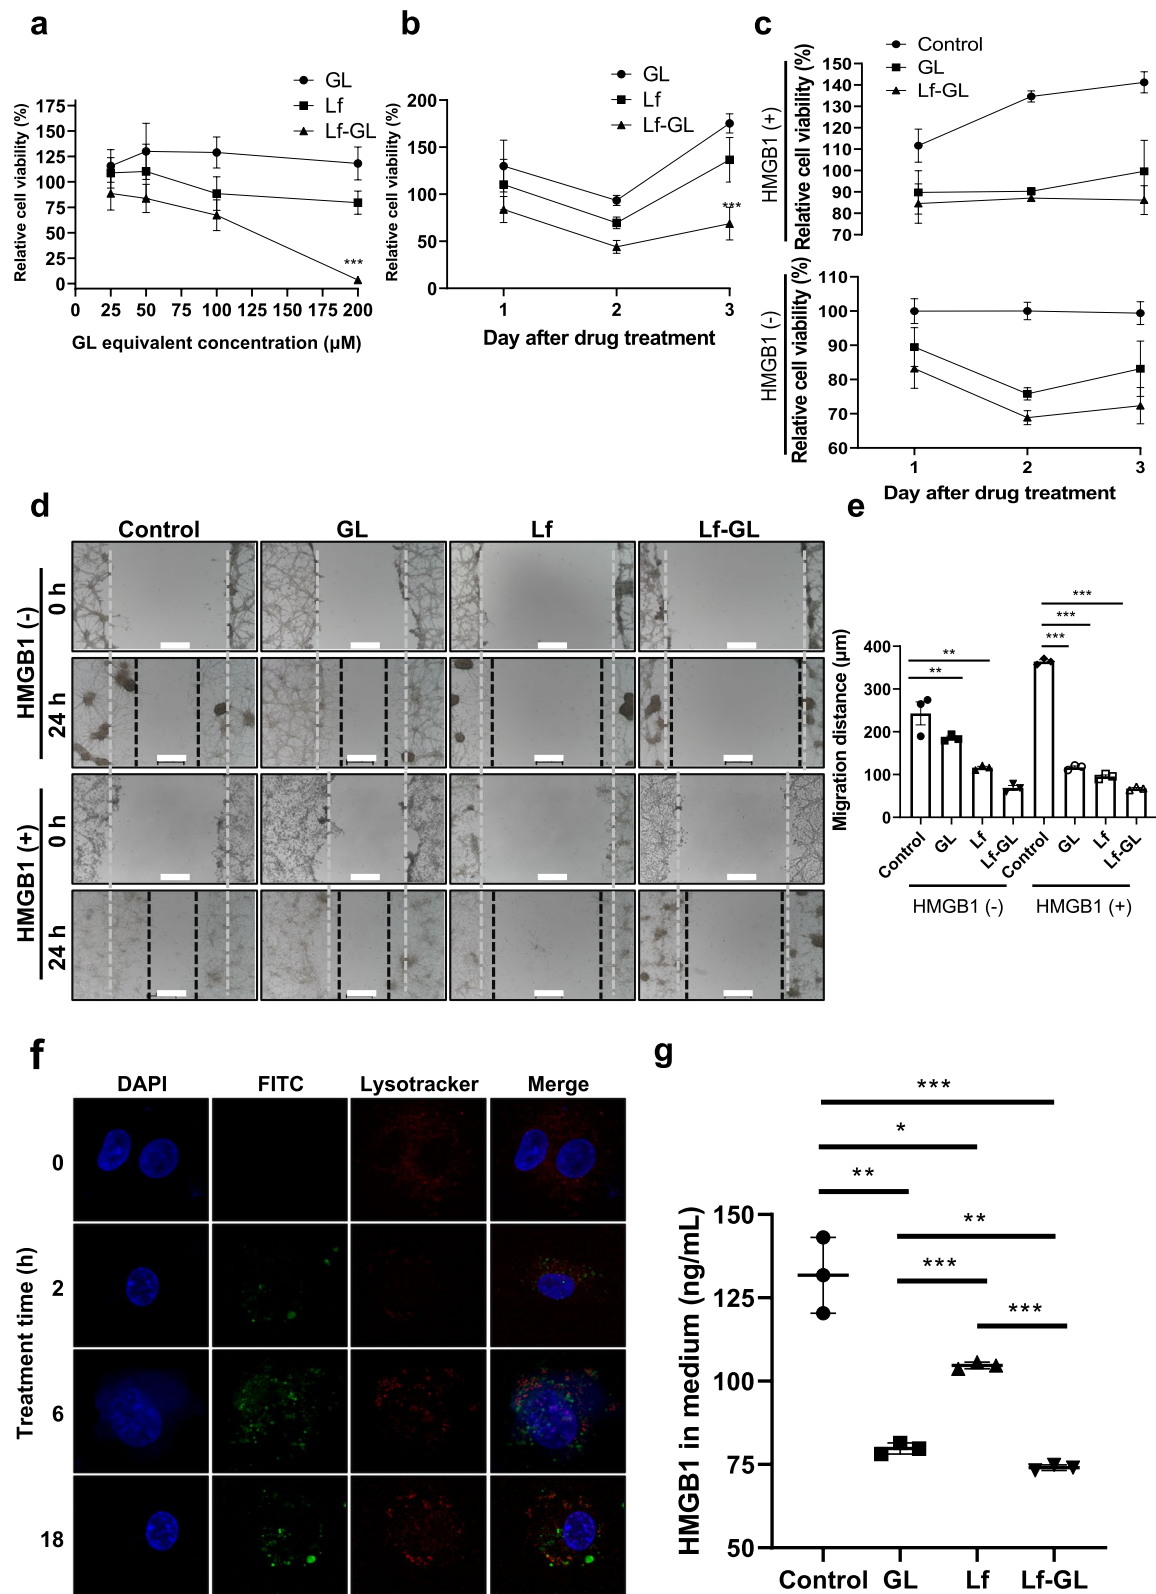 a
GL
Lf
Lf-GL
Relative cell viability (%)
175
150
125
100
75
50
25
0
***
0 25 50 75 100 125 150 175 200
GL equivalent concentration (µM)
b
GL
Lf
Lf-GL
Relative cell viability (%)
200
150
100
50
0
***
1 2 3
Day after drug treatment
c
Control
GL
Lf-GL
HMGB1 (+)
Relative cell viability (%)
150
140
130
120
110
100
90
80
70
HMGB1 (-)
Relative cell viability (%)
110
100
90
80
70
60
1 2 3
Day after drug treatment
d
Control GL Lf Lf-GL
HMGB1 (-)
0 h
24 h
HMGB1 (+)
0 h
24 h
e
Migration distance (µm)
400
300
200
100
0
**
**
***
***
***
Control GL Lf Lf-GL Control GL Lf Lf-GL
HMGB1 (-) HMGB1 (+)
f
DAPI FITC Lysotracker Merge
Treatment time (h)
0
2
6
18
g
***
*
**
**
***
***
HMGB1 in medium (ng/mL)
150
125
100
75
50
Control GL Lf Lf-GL